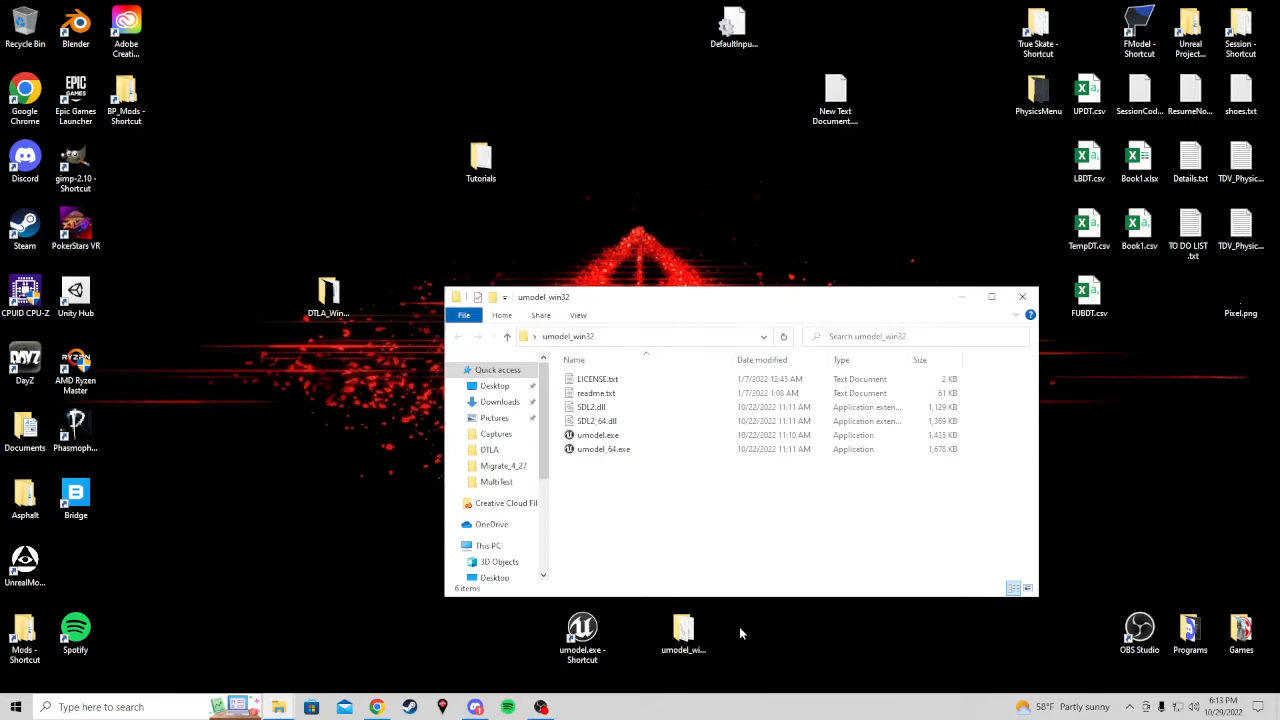 Recycle Bin
Blender
Adobe
Creati...
DefaultInpu...
True Skate -
Shortcut
FModel -
Shortcut
Unreal
Project...
Session -
Shortcut
Google
Chrome
EPIC
GAMES
Epic Games
Launcher
BP_Mods -
Shortcut
New Text
Document....
PhysicsMenu
UPDT.csv
SessionCod...
ResumeNo...
shoes.txt
Discord
gimp-2.10 -
Shortcut
Tutorials
LBDT.csv
Book1.xlsx
Details.txt
TDV_Physic...
Steam
PokerStars VR
TempDT.csv
Book1.csv
TO DO LIST
.txt
TDV_Physic...
CPUID CPU-Z
Unity Hub
DTLA_Win...
FUBDT.csv
Pixel.png
DAYZ
DayZ
RYZEN
MASTER
AMD Ryzen
Master
Documents
Phasmoph...
Asphalt
Bridge
UnrealMo...
Mods -
Shortcut
Spotify
umodel.exe -
Shortcut
umodel_wi...
OBS Studio
Programs
Games
umodel_win32
File
Home
Share
View
umodel_win32
Search umodel_win32
Quick access
Desktop
Downloads
Pictures
Captures
DTLA
Migrate_4_27
MultiTest
Creative Cloud Fil
OneDrive
This PC
3D Objects
Desktop
Name Date modified Type Size
LICENSE.txt 1/7/2022 12:45 AM Text Document 2 KB
readme.txt 1/7/2022 1:08 AM Text Document 61 KB
SDL2.dll 10/22/2022 11:11 AM Application exten... 1,129 KB
SDL2_64.dll 10/22/2022 11:11 AM Application exten... 1,369 KB
umodel.exe 10/22/2022 11:10 AM Application 1,435 KB
umodel_64.exe 10/22/2022 11:11 AM Application 1,678 KB
6 items
Type here to search
58°F Partly sunny
6:13 PM
10/29/2022